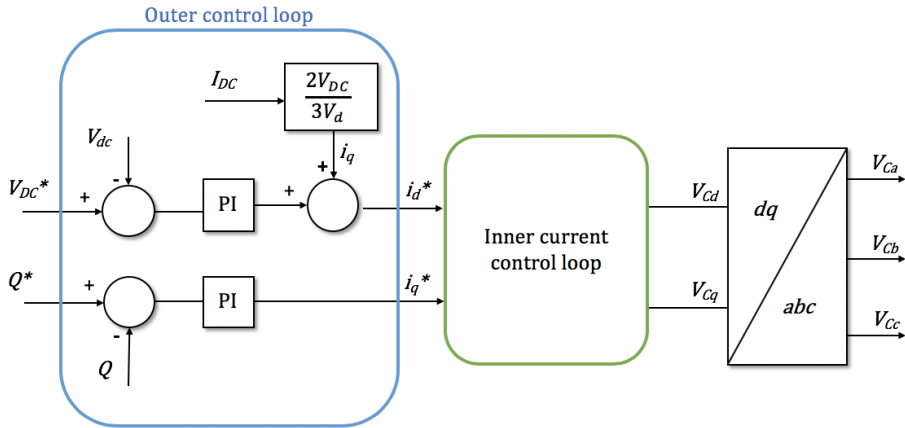 Outer control loop
I_DC
2V_DC
3V_d
V_dc
-
+
i_q
V_DC*
+
PI
+
i_d*
Q*
+
PI
i_q*
-
Q
Inner current
control loop
V_Cd
V_Cq
dq
abc
V_Ca
V_Cb
V_Cc